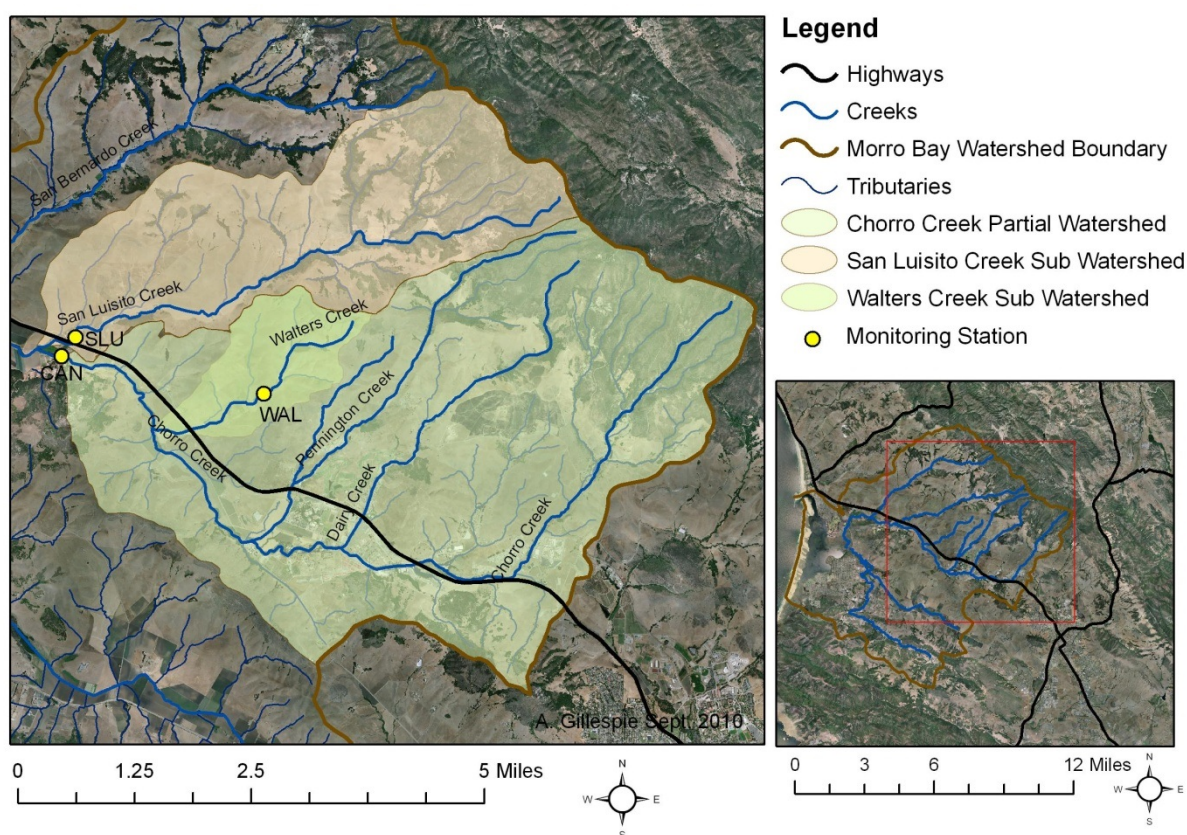 San Bernardo Creek
San Luisito Creek
Walters Creek
SLU
CAN
WAL
Chorro Creek
Pennington Creek
Dairy Creek
Chorro Creek
A. Gillespie Sept. 2010
0 1.25 2.5 5 Miles
N
W E
S
Legend
Highways
Creeks
Morro Bay Watershed Boundary
Tributaries
Chorro Creek Partial Watershed
San Luisito Creek Sub Watershed
Walters Creek Sub Watershed
Monitoring Station
0 3 6 12 Miles
N
W E
S